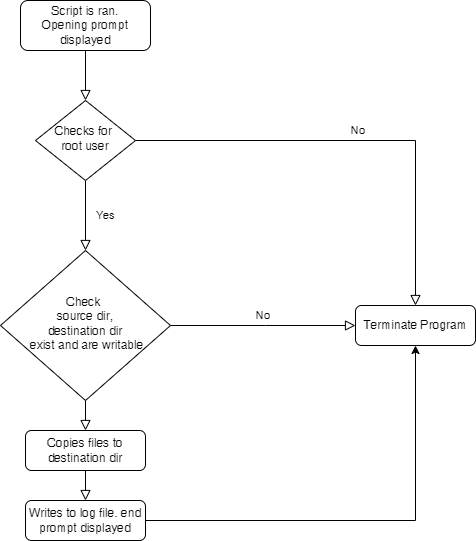 Script is ran.
Opening prompt
displayed
Checks for
root user
No
Yes
Check
source dir,
destination dir
exist and are writable
No
Terminate Program
Copies files to
destination dir
Writes to log file. end
prompt displayed